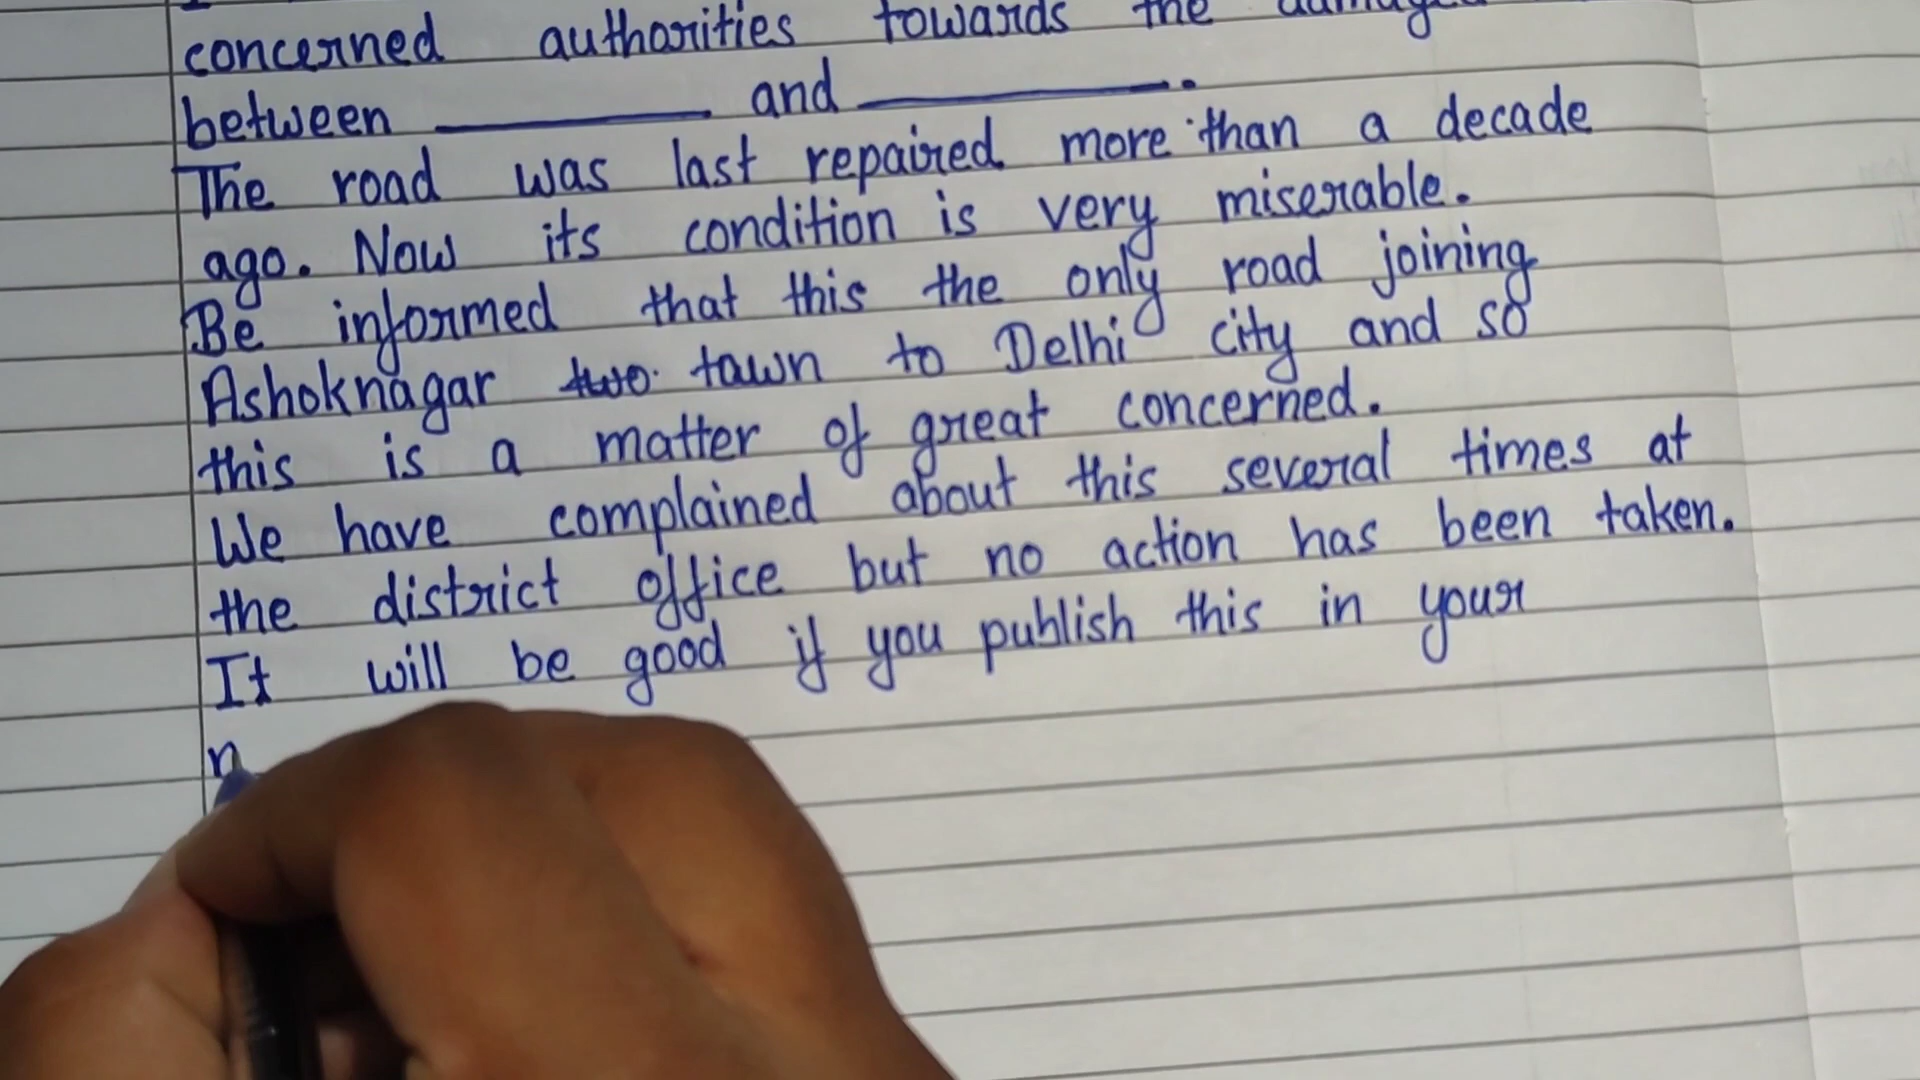 concerned authorities towards the damaged
between ________ and ________.
The road was last repaired more than a decade
ago. Now its condition is very miserable.
Be informed that this the only road joining
Ashoknagar two tawn to Delhi city and so
this is a matter of great concerned.
We have complained about this several times at
the district office but no action has been taken.
It will be good if you publish this in your
n